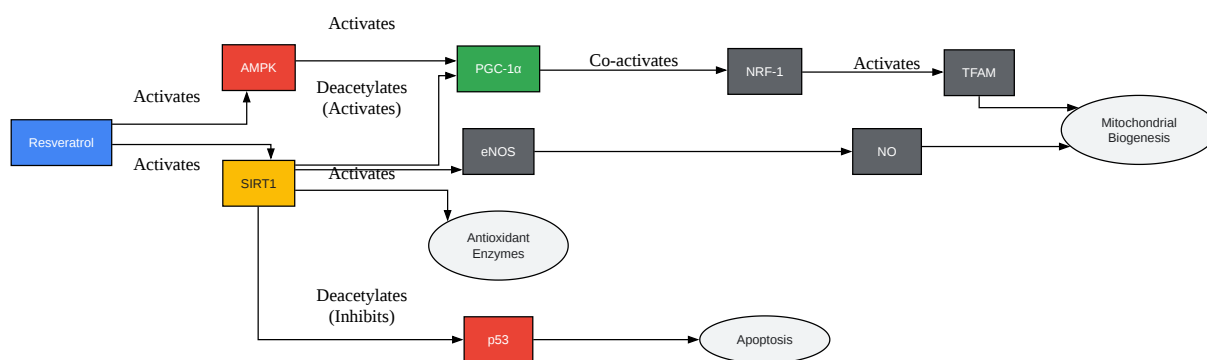 Activates
AMPK
PGC-1α
Co-activates
NRF-1
Activates
TFAM
Activates
Deacetylates
(Activates)
Resveratrol
Mitochondrial
Biogenesis
Activates
eNOS
NO
SIRT1
Activates
Antioxidant
Enzymes
Deacetylates
(Inhibits)
p53
Apoptosis